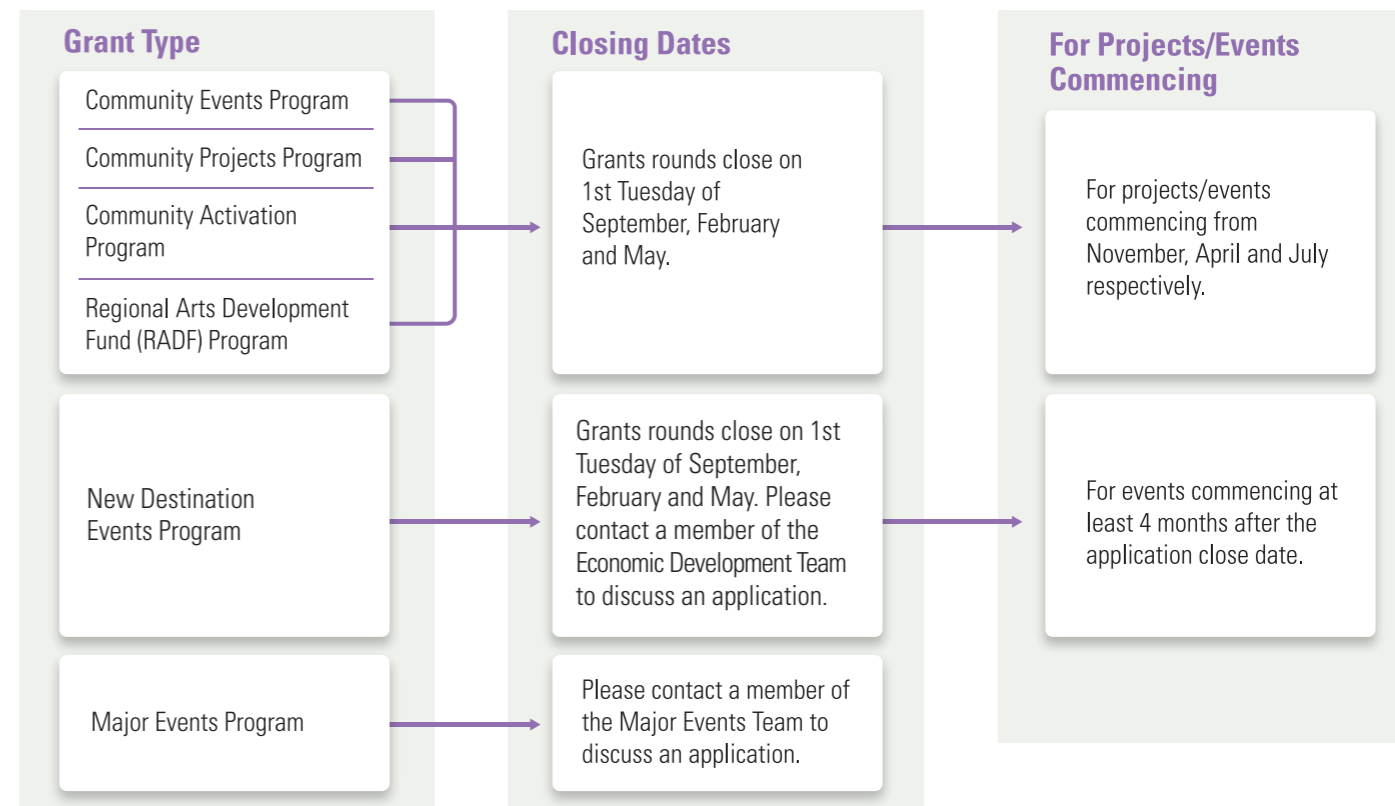 Grant Type
Community Events Program
Community Projects Program
Community Activation
Program
Regional Arts Development
Fund (RADF) Program
New Destination
Events Program
Major Events Program
Closing Dates
Grants rounds close on
1st Tuesday of
September, February
and May.
Grants rounds close on 1st
Tuesday of September,
February and May. Please
contact a member of the
Economic Development Team
to discuss an application.
Please contact a member of
the Major Events Team to
discuss an application.
For Projects/Events
Commencing
For projects/events
commencing from
November, April and July
respectively.
For events commencing at
least 4 months after the
application close date.